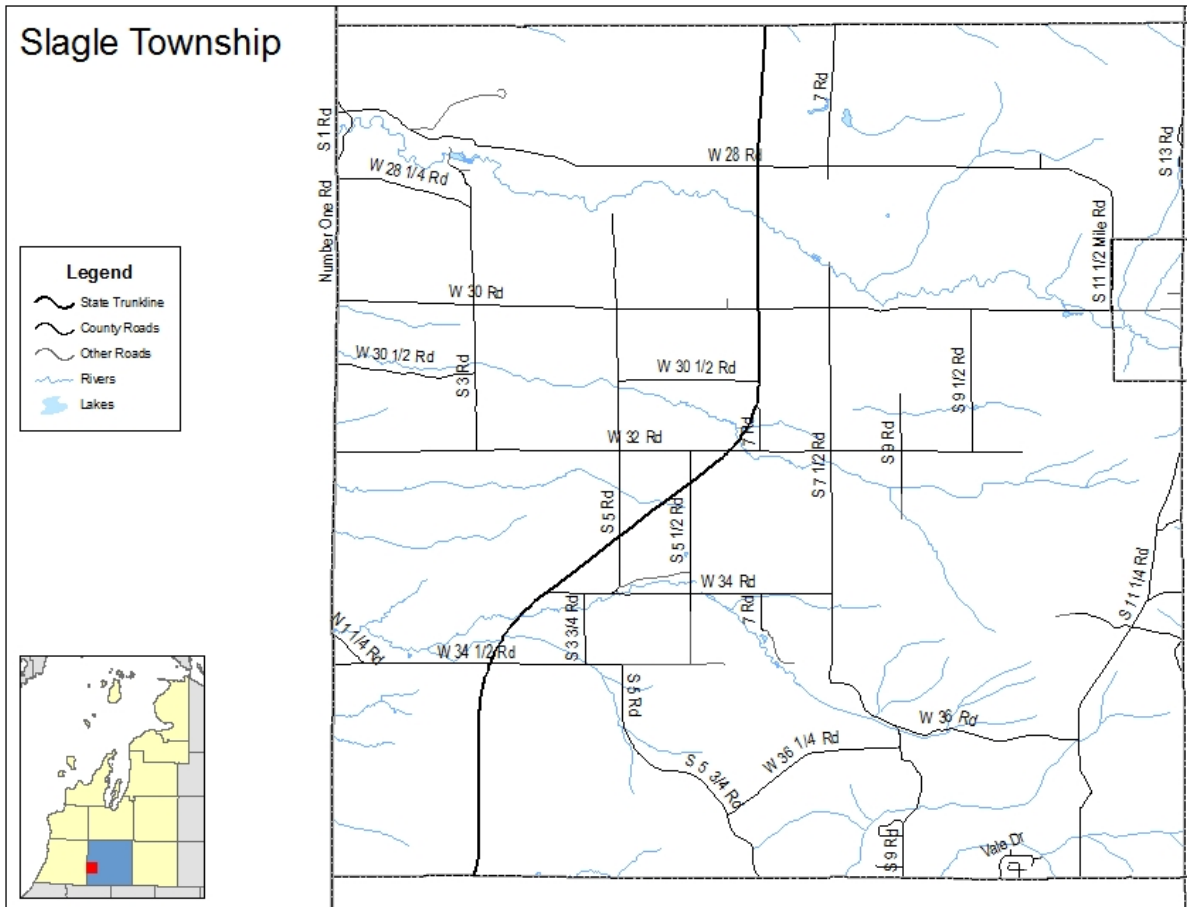 Slagle Township
7 Rd
S 1 Rd
S 13 Rd
W 28 Rd
W 28 1/4 Rd
Number One Rd
S 11 1/2 Mile Rd
Legend
State Trunkline
County Roads
Other Roads
Rivers
Lakes
W 30 Rd
W 30 1/2 Rd
S 3 Rd
W 30 1/2 Rd
S 9 1/2 Rd
W 32 Rd
7 Rd
S 7 1/2 Rd
S 9 Rd
S 5 Rd
S 5 1/2 Rd
W 34 Rd
S 11 1/4 Rd
N 1 1/4 Rd
S 3 3/4 Rd
7 Rd
W 34 1/2 Rd
S 5 Rd
W 36 Rd
W 36 1/4 Rd
S 5 3/4 Rd
S 9 Rd
Vale Dr